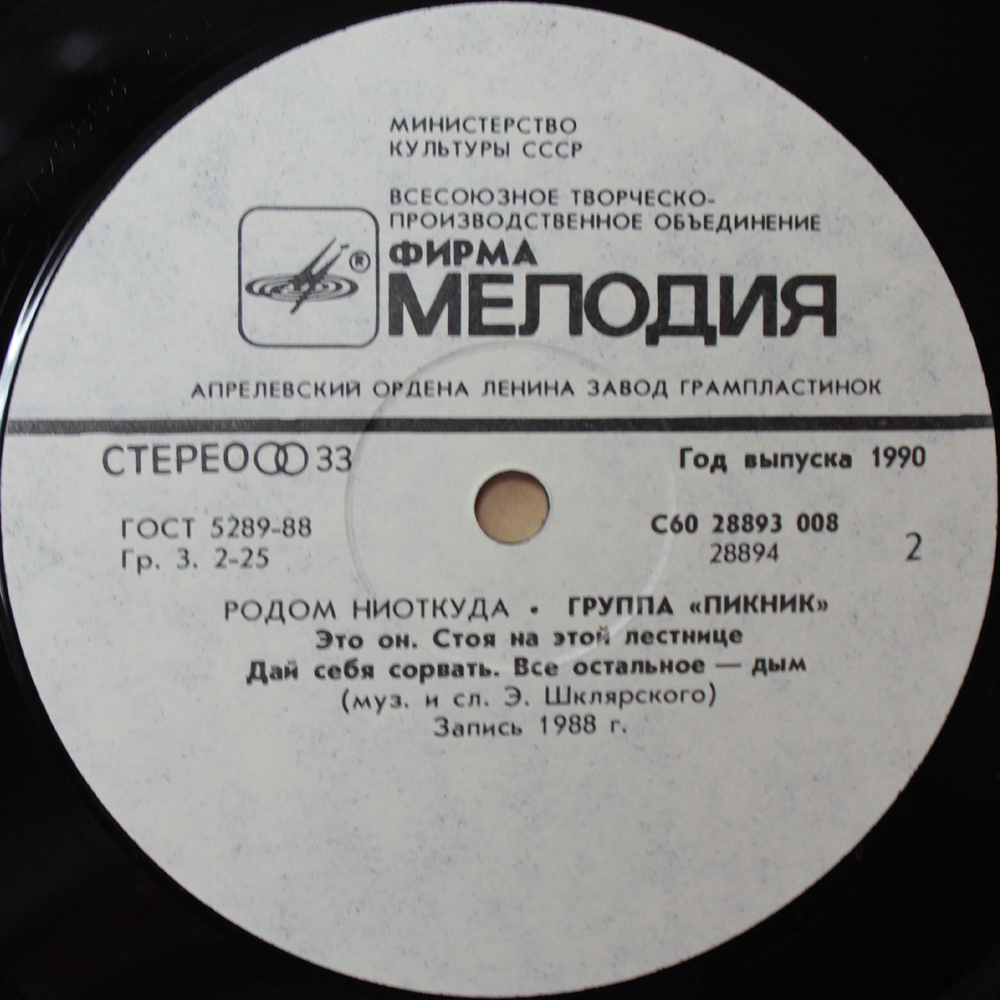 МИНИСТЕРСТВО
КУЛЬТУРЫ СССР
ВСЕСОЮЗНОЕ ТВОРЧЕСКО-
ПРОИЗВОДСТВЕННОЕ ОБЪЕДИНЕНИЕ
ФИРМА
®
МЕЛОДИЯ
АПРЕЛЕВСКИЙ ОРДЕНА ЛЕНИНА ЗАВОД ГРАМПЛАСТИНОК
СТЕРЕО 33
Год выпуска 1990
ГОСТ 5289-88
Гр. 3. 2-25
С60 28893 008
28894
2
РОДОМ НИОТКУДА • ГРУППА «ПИКНИК»
Это он. Стоя на этой лестнице
Дай себя сорвать. Все остальное — дым
(муз. и сл. Э. Шклярского)
Запись 1988 г.